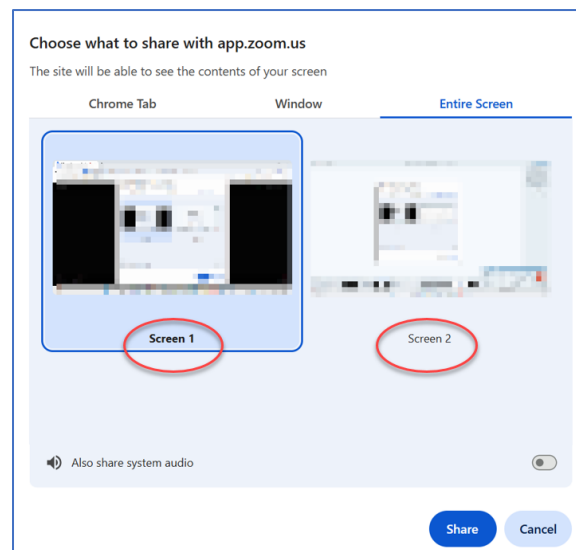 Choose what to share with app.zoom.us
The site will be able to see the contents of your screen
Chrome Tab Window Entire Screen
Screen 1 Screen 2
Also share system audio
Share Cancel